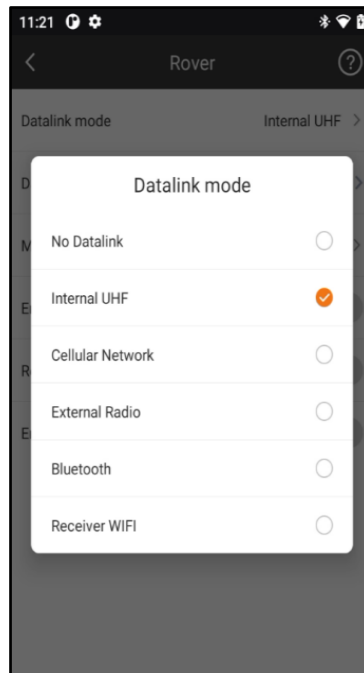 11:21
Rover
Datalink mode Internal UHF
Datalink mode
No Datalink
Internal UHF
Cellular Network
External Radio
Bluetooth
Receiver WIFI